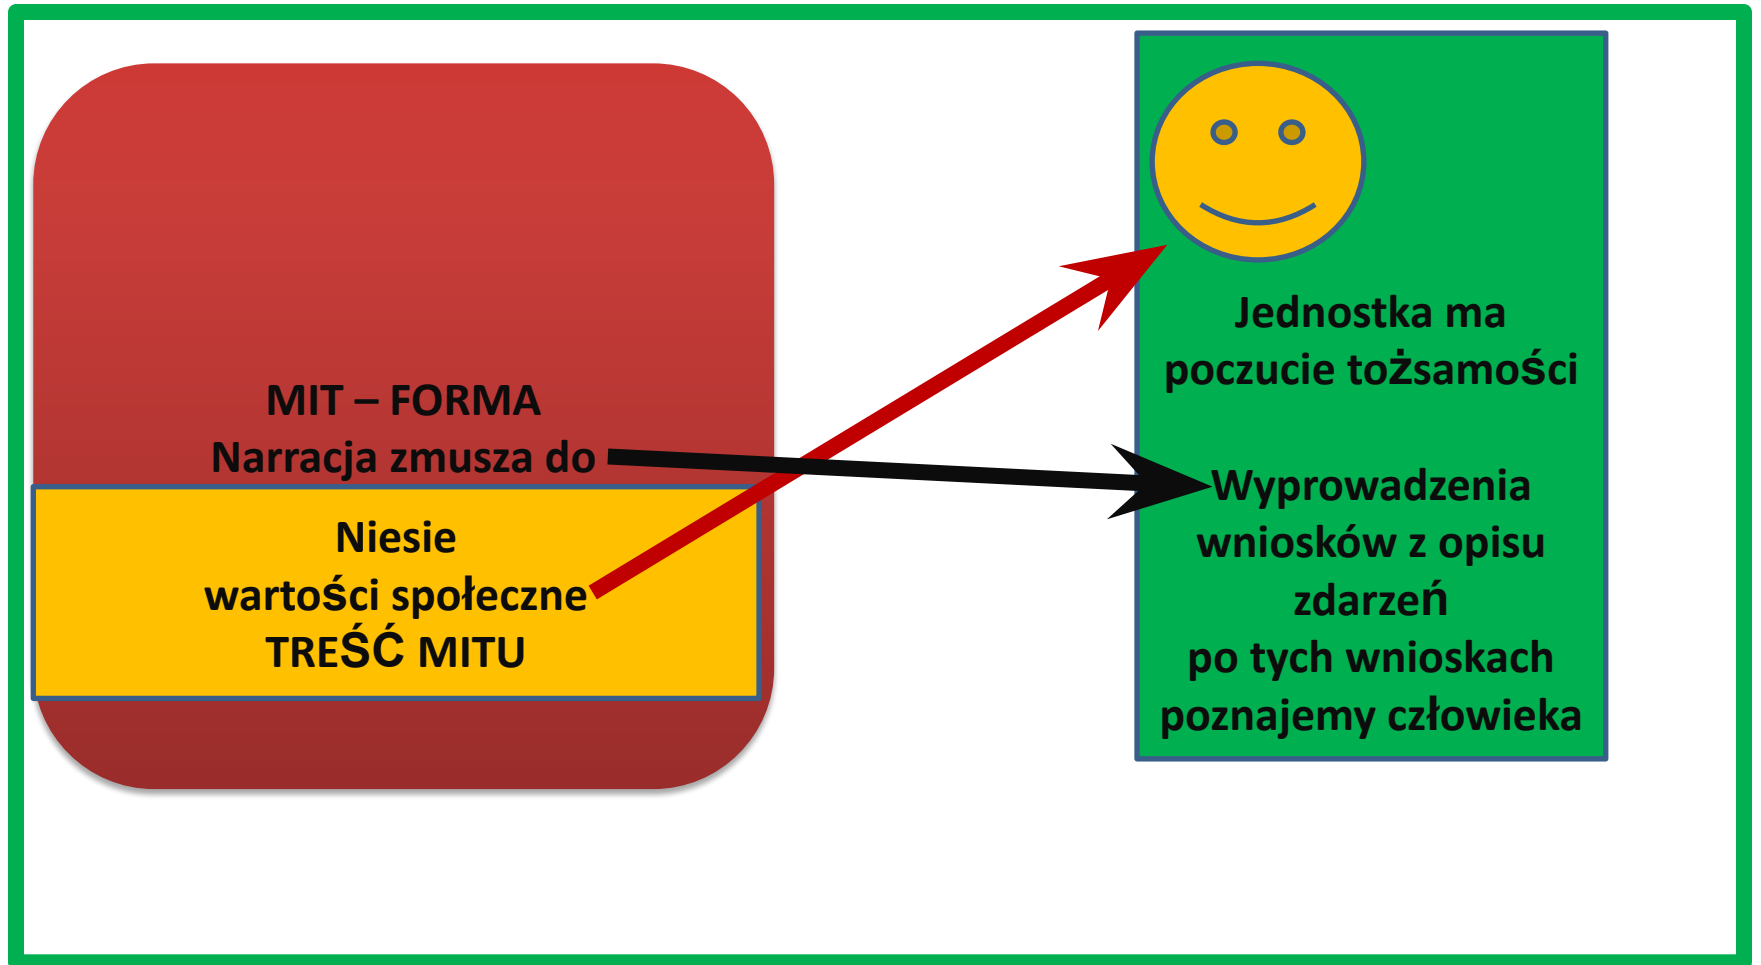 MIT – FORMA
Narracja zmusza do
Niesie
wartości społeczne
TREŚĆ MITU
Jednostka ma
poczucie tożsamości
Wyprowadzenia
wniosków z opisu
zdarzeń
po tych wnioskach
poznajemy człowieka